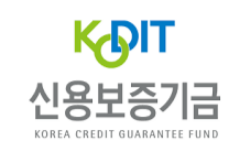 KODIT
신용보증기금
KOREA CREDIT GUARANTEE FUND